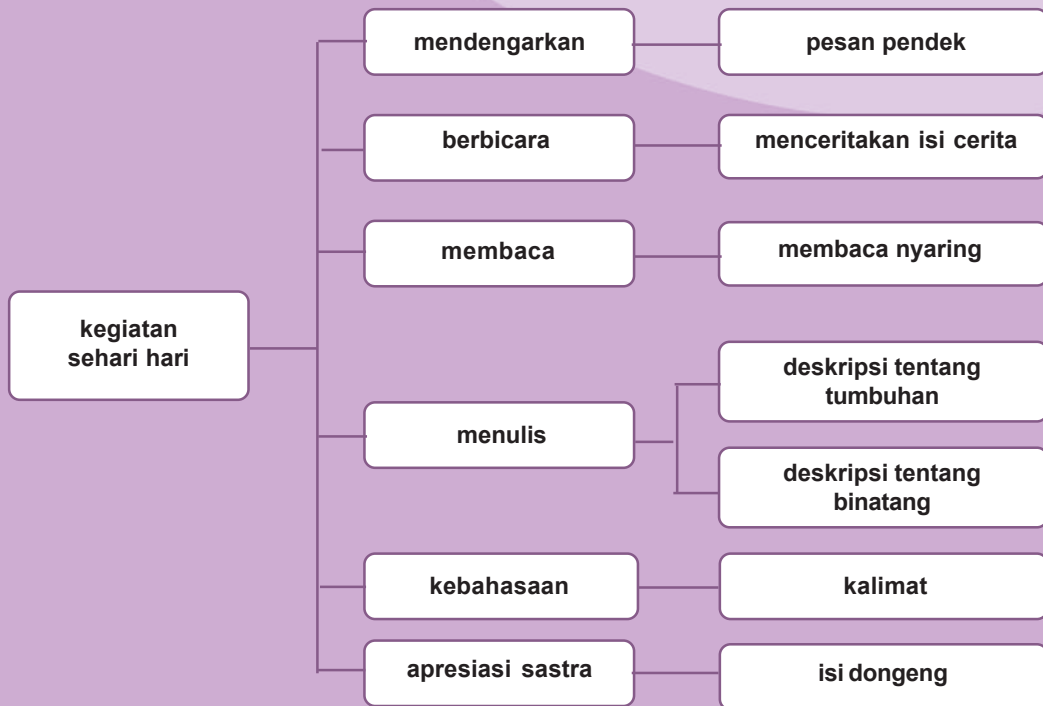 mendengarkan
pesan pendek
berbicara
menceritakan isi cerita
membaca
membaca nyaring
kegiatan
sehari hari
deskripsi tentang
tumbuhan
menulis
deskripsi tentang
binatang
kebahasaan
kalimat
apresiasi sastra
isi dongeng